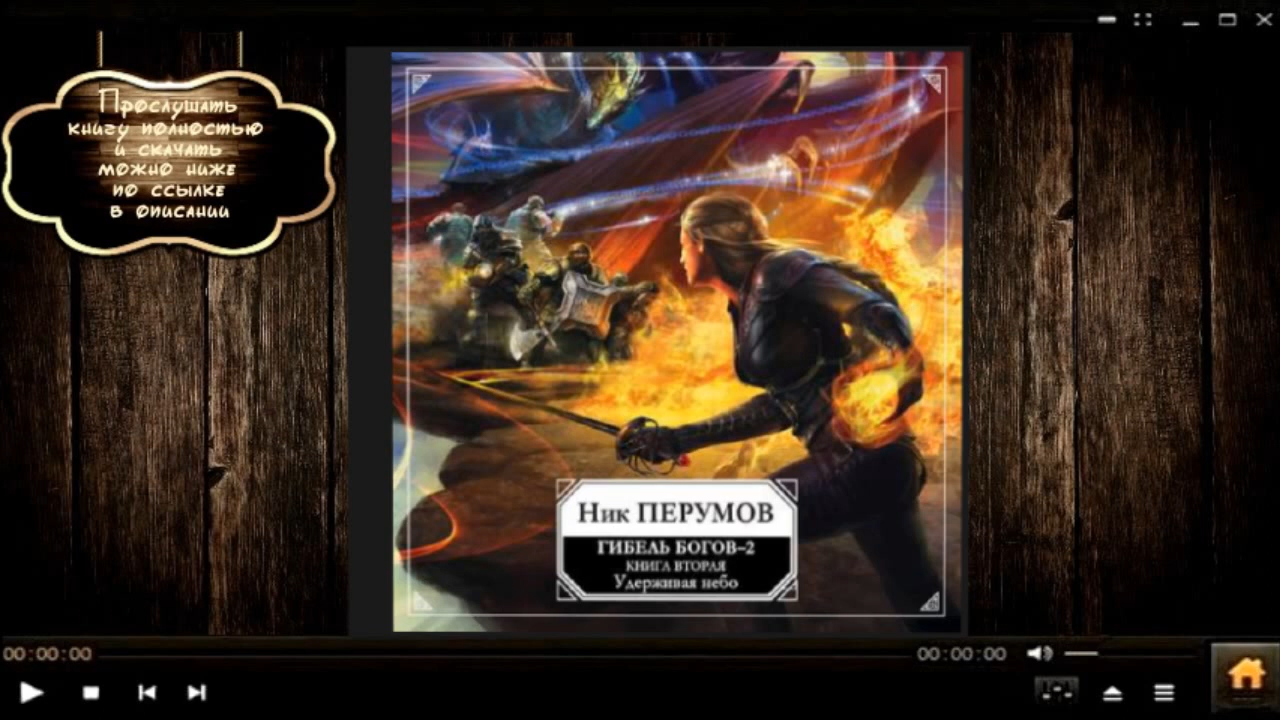 Прослушать
книгу полностью
и скачать
можно ниже
по ссылке
в описании
Ник ПЕРУМОВ
ГИБЕЛЬ БОГОВ–2
КНИГА ВТОРАЯ
Удерживая небо
00:00:00
00:00:00